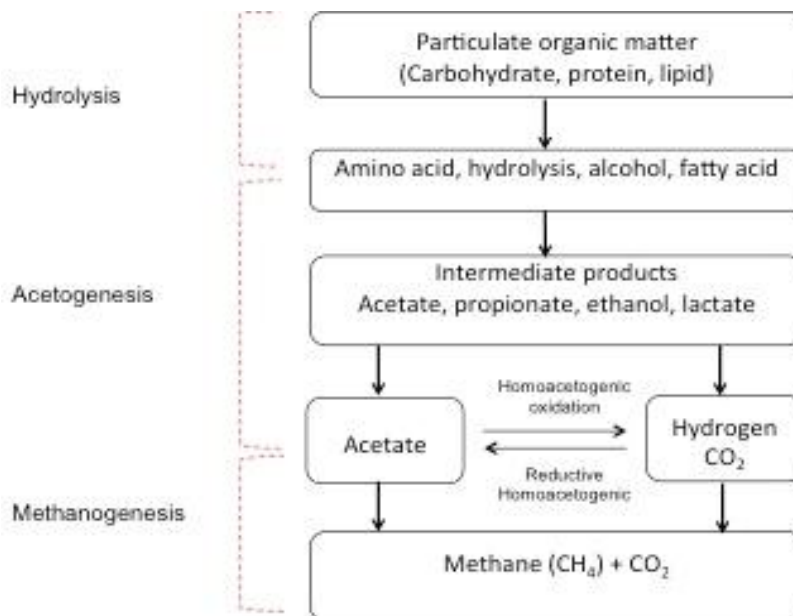 Particulate organic matter
(Carbohydrate, protein, lipid)
Hydrolysis
Amino acid, hydrolysis, alcohol, fatty acid
Intermediate products
Acetate, propionate, ethanol, lactate
Acetogenesis
Homoacetogenic
oxidation
Acetate
Hydrogen
CO₂
Reductive
Homoacetogenic
Methanogenesis
Methane (CH₄) + CO₂